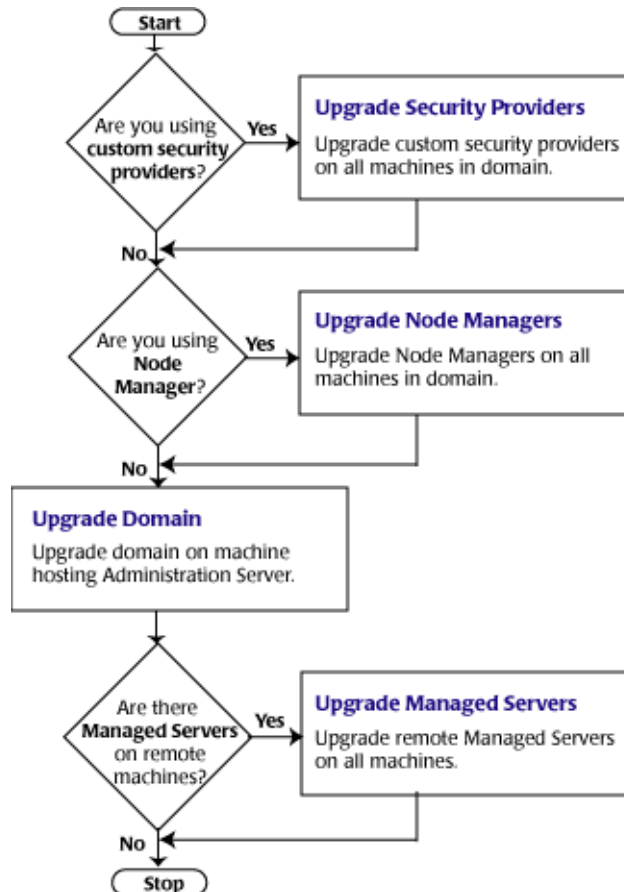 Start
Are you using
custom security
providers?
Yes
Upgrade Security Providers
Upgrade custom security providers
on all machines in domain.
No
Are you using
Node
Manager?
Yes
Upgrade Node Managers
Upgrade Node Managers on all
machines in domain.
No
Upgrade Domain
Upgrade domain on machine
hosting Administration Server.
Are there
Managed Servers
on remote
machines?
Yes
Upgrade Managed Servers
Upgrade remote Managed Servers
on all machines.
No
Stop